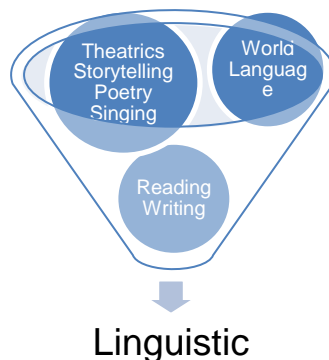 Theatrics
Storytelling
Poetry
Singing
World
Languag
e
Reading
Writing
Linguistic